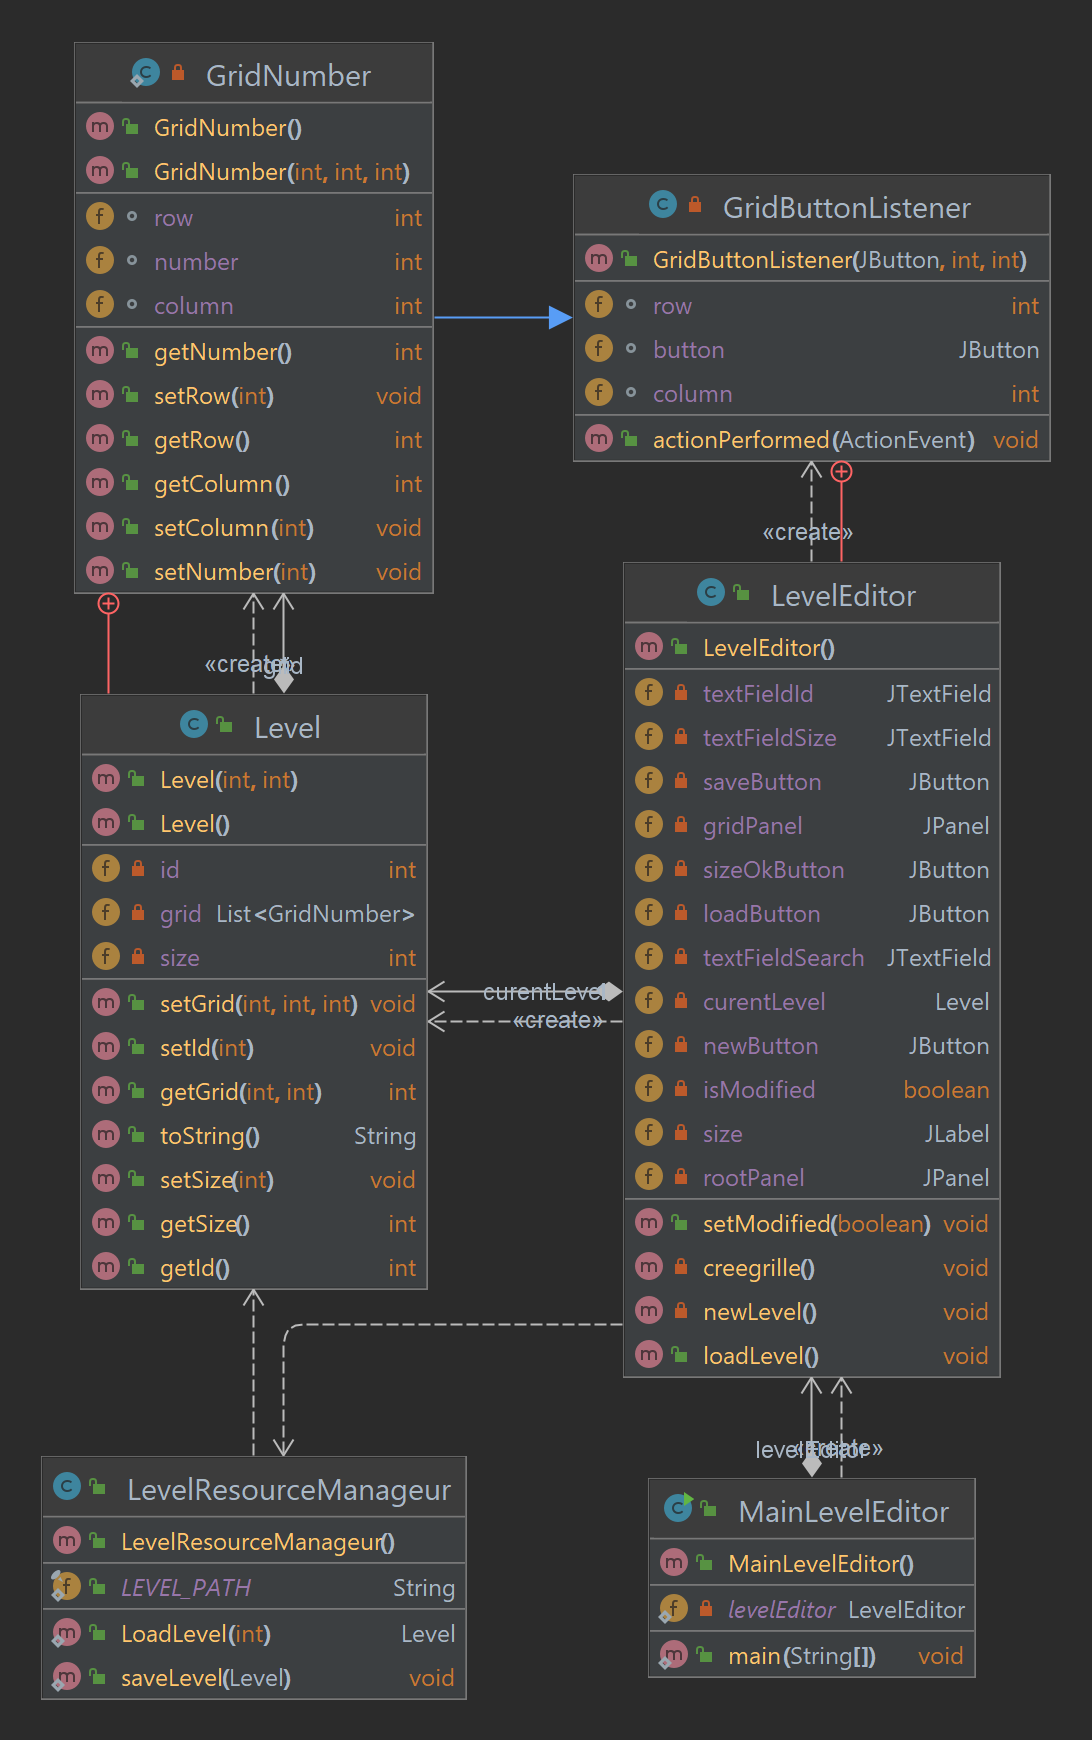 GridNumber
GridNumber()
GridNumber(int, int, int)
row int
number int
column int
getNumber() int
setRow(int) void
getRow() int
getColumn() int
setColumn(int) void
setNumber(int) void
GridButtonListener
GridButtonListener(JButton, int, int)
row int
button JButton
column int
actionPerformed(ActionEvent) void
«create»
«create»
grid
Level
Level(int, int)
Level()
id int
grid List<GridNumber>
size int
setGrid(int, int, int) void
setId(int) void
getGrid(int, int) int
toString() String
setSize(int) void
getSize() int
getId() int
curentLevel
«create»
LevelEditor
LevelEditor()
textFieldId JTextField
textFieldSize JTextField
saveButton JButton
gridPanel JPanel
sizeOkButton JButton
loadButton JButton
textFieldSearch JTextField
curentLevel Level
newButton JButton
isModified boolean
size JLabel
rootPanel JPanel
setModified(boolean) void
creegrille() void
newLevel() void
loadLevel() void
levelEditor
«create»
LevelResourceManageur
LevelResourceManageur()
LEVEL_PATH String
LoadLevel(int) Level
saveLevel(Level) void
MainLevelEditor
MainLevelEditor()
levelEditor LevelEditor
main(String[]) void